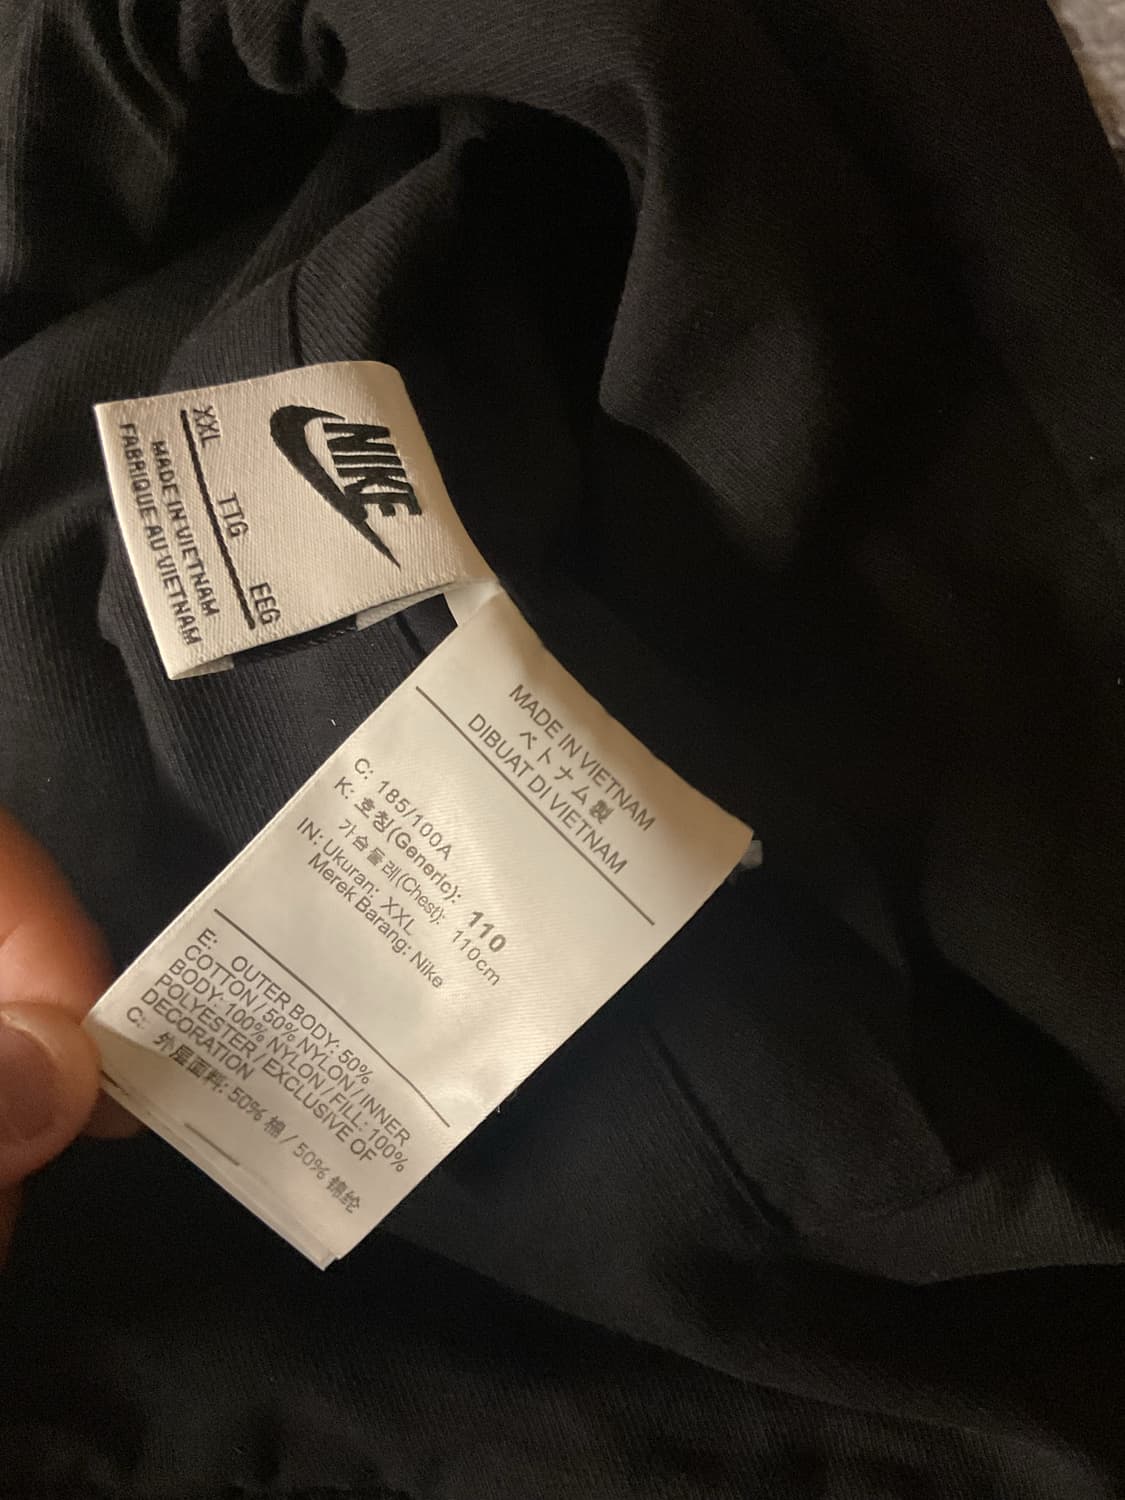 NIKE
XXL TTG EEG
MADE IN VIETNAM
FABRIQUE AU VIETNAM
MADE IN VIETNAM
ベトナム製
DIBUAT DI VIETNAM
C: 185/100A
K: 호칭(Generic): 110
가슴둘레(Chest): 110cm
IN: Ukuran: XXL
Merek Barang: Nike
E: OUTER BODY: 50%
COTTON / 50% NYLON / INNER
BODY: 100% NYLON / FILL: 100%
POLYESTER / EXCLUSIVE OF
DECORATION
C: 外层面料: 50% 棉 / 50% 锦纶